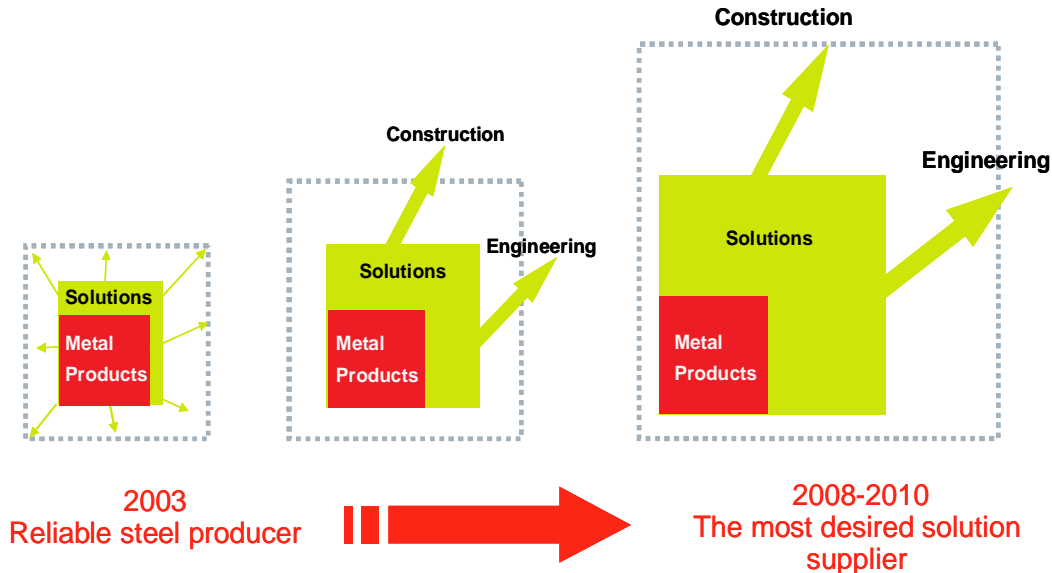 Construction
Engineering
Solutions
Metal
Products
Construction
Engineering
Solutions
Metal
Products
Solutions
Metal
Products
2003
Reliable steel producer
2008-2010
The most desired solution
supplier